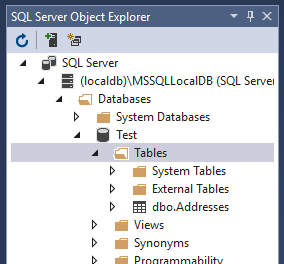 SQL Server Object Explorer
SQL Server
(localdb)\MSSQLLocalDB (SQL Server
Databases
System Databases
Test
Tables
System Tables
External Tables
dbo.Addresses
Views
Synonyms
Programmability